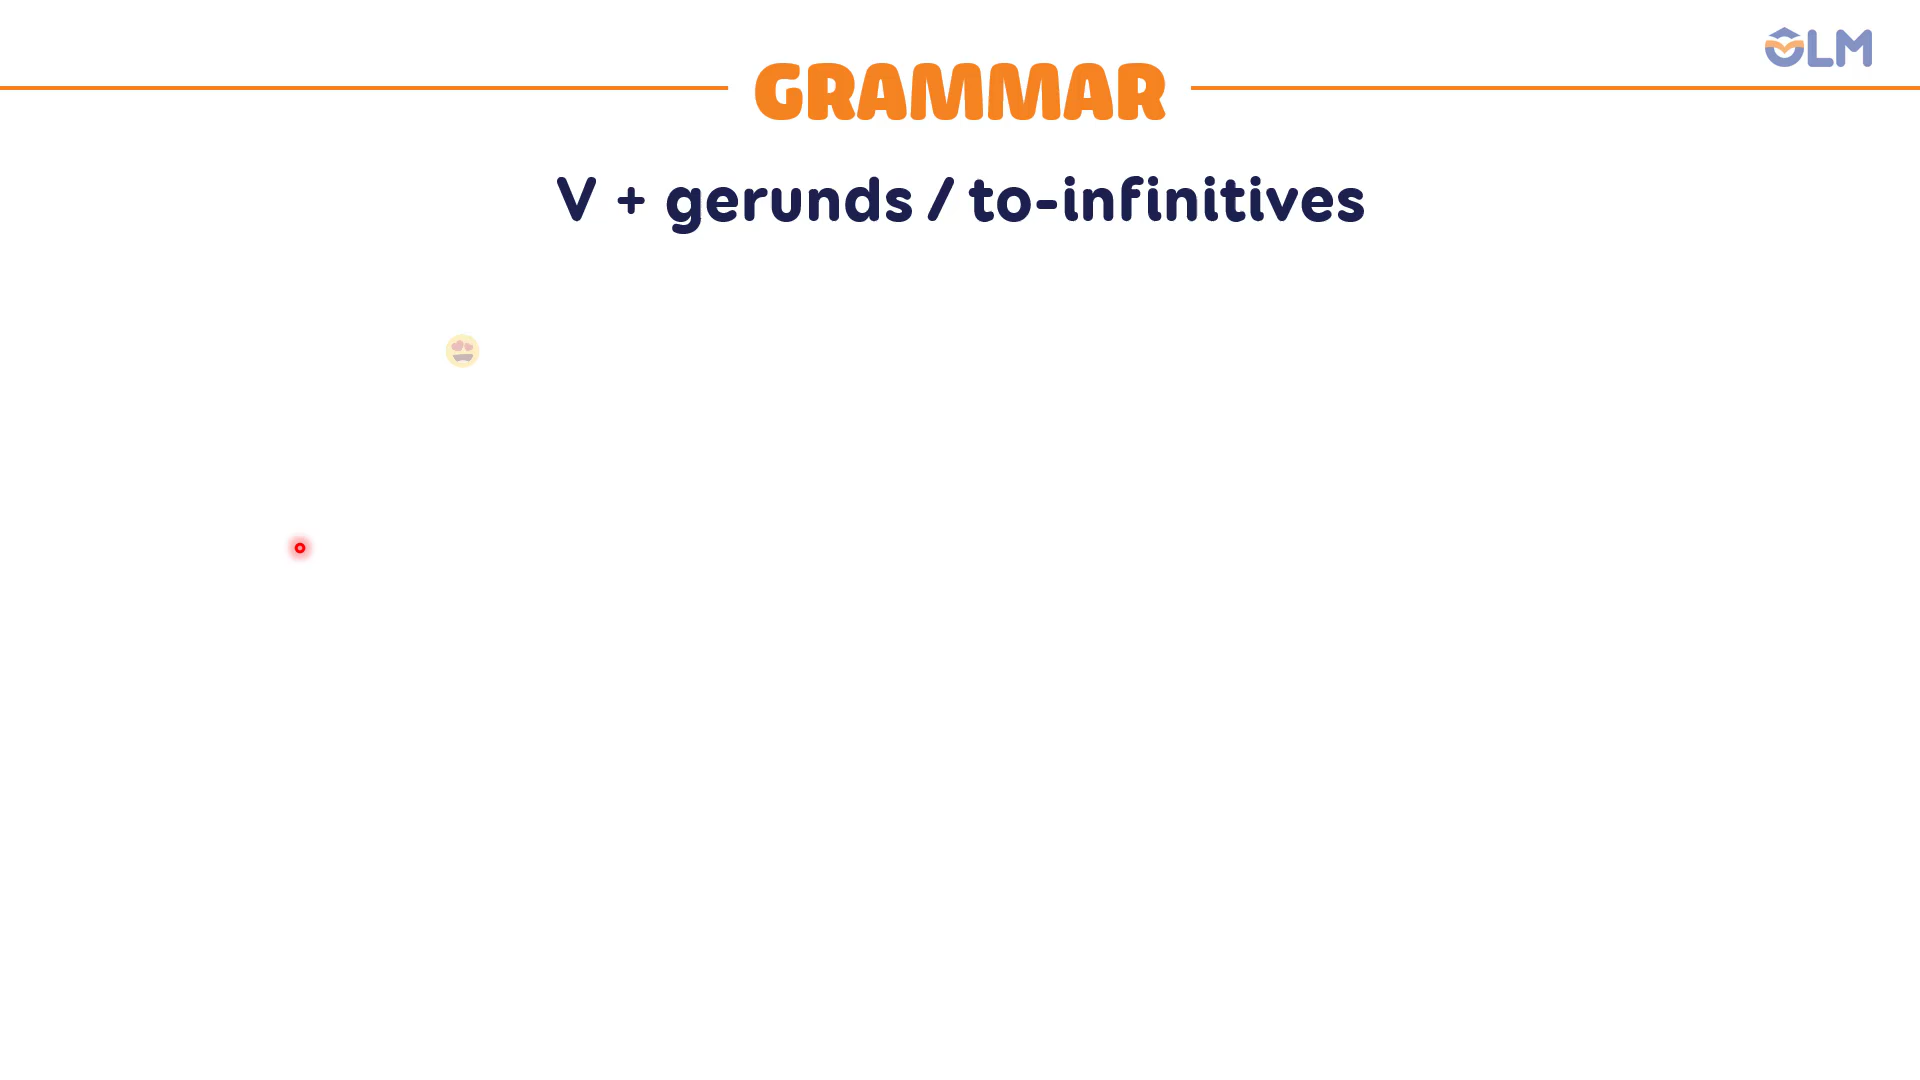 OLM
GRAMMAR
V + gerunds / to-infinitives